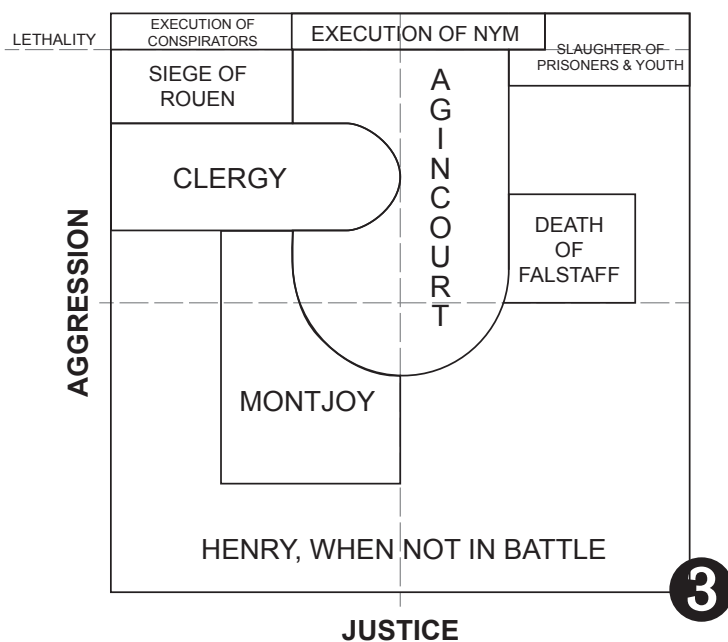 LETHALITY
EXECUTION OF
CONSPIRATORS
EXECUTION OF NYM
SLAUGHTER OF
PRISONERS & YOUTH
SIEGE OF
ROUEN
AGINCOURT
CLERGY
DEATH
OF
FALSTAFF
AGGRESSION
MONTJOY
HENRY, WHEN NOT IN BATTLE
3
JUSTICE